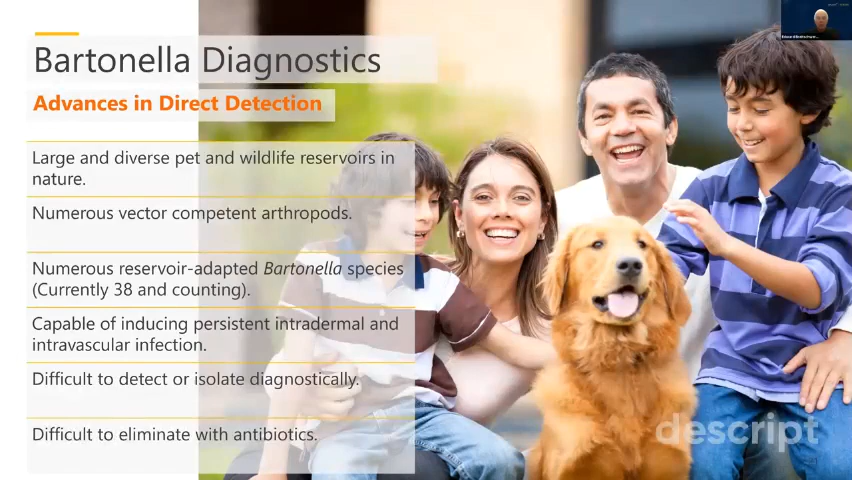 Bartonella Diagnostics
Advances in Direct Detection
Large and diverse pet and wildlife reservoirs in
nature.
Numerous vector competent arthropods.
Numerous reservoir-adapted Bartonella species
(Currently 38 and counting).
Capable of inducing persistent intradermal and
intravascular infection.
Difficult to detect or isolate diagnostically.
Difficult to eliminate with antibiotics.
descript